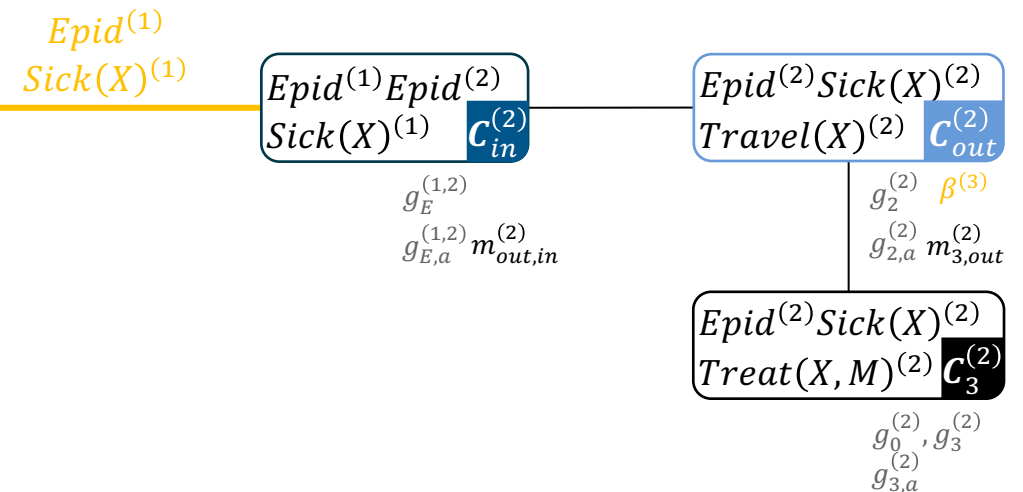 Epid⁽¹⁾
Sick(X)⁽¹⁾
Epid⁽¹⁾Epid⁽²⁾
Sick(X)⁽¹⁾ C_in⁽²⁾
g_E⁽¹,²⁾
g_E,a⁽¹,²⁾ m_out,in⁽²⁾
Epid⁽²⁾Sick(X)⁽²⁾
Travel(X)⁽²⁾ C_out⁽²⁾
g_2⁽²⁾ β⁽³⁾
g_2,a⁽²⁾ m_3,out⁽²⁾
Epid⁽²⁾Sick(X)⁽²⁾
Treat(X, M)⁽²⁾ C_3⁽²⁾
g_0⁽²⁾, g_3⁽²⁾
g_3,a⁽²⁾